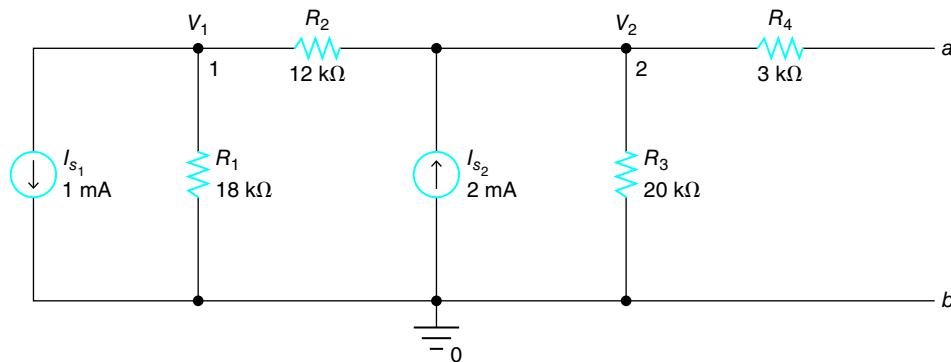 V1
R2
V2
R4
1
12 kΩ
2
3 kΩ
a
Is1
1 mA
R1
18 kΩ
Is2
2 mA
R3
20 kΩ
b
0